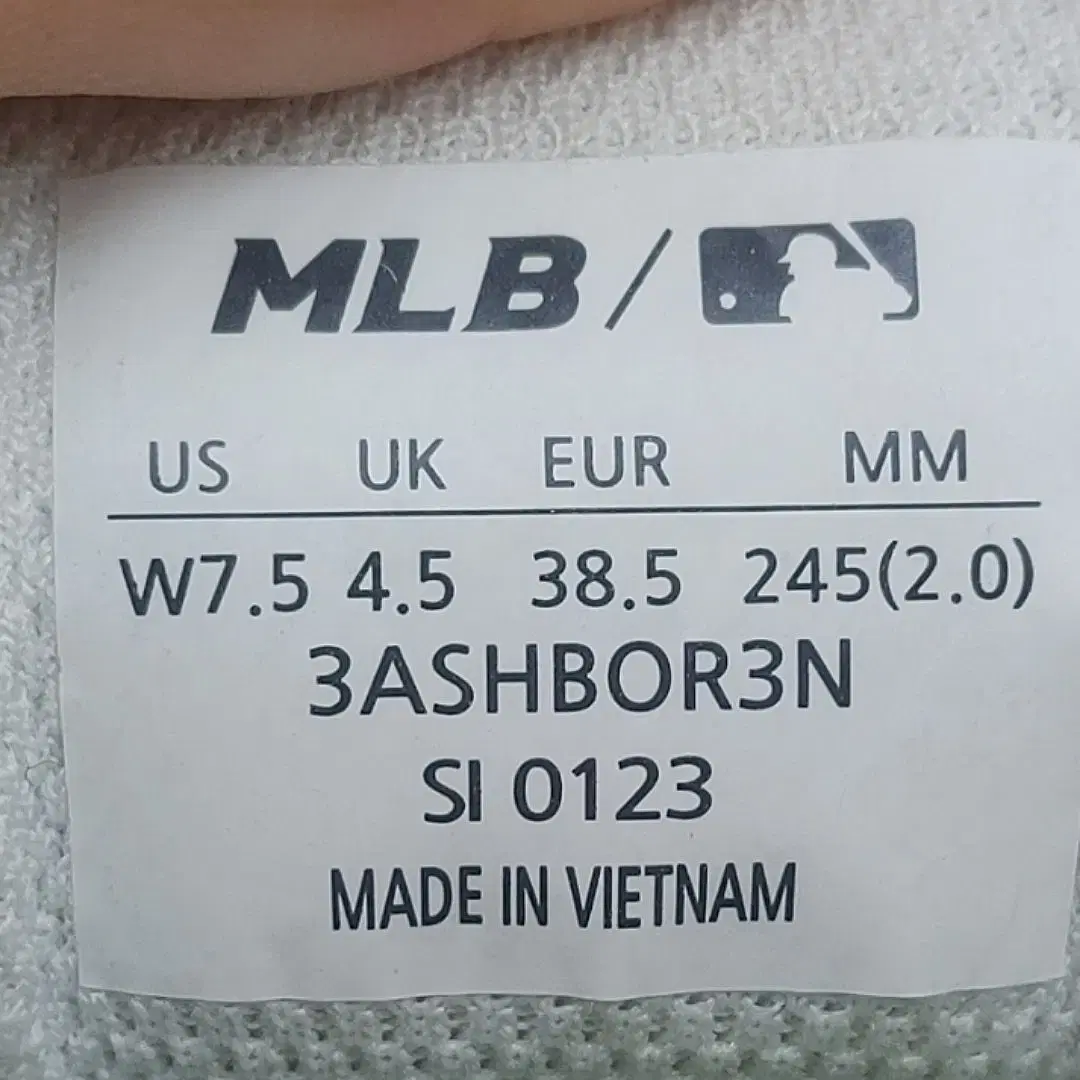 MLB /
US UK EUR MM
W7.5 4.5 38.5 245(2.0)
3ASHBOR3N
SI 0123
MADE IN VIETNAM